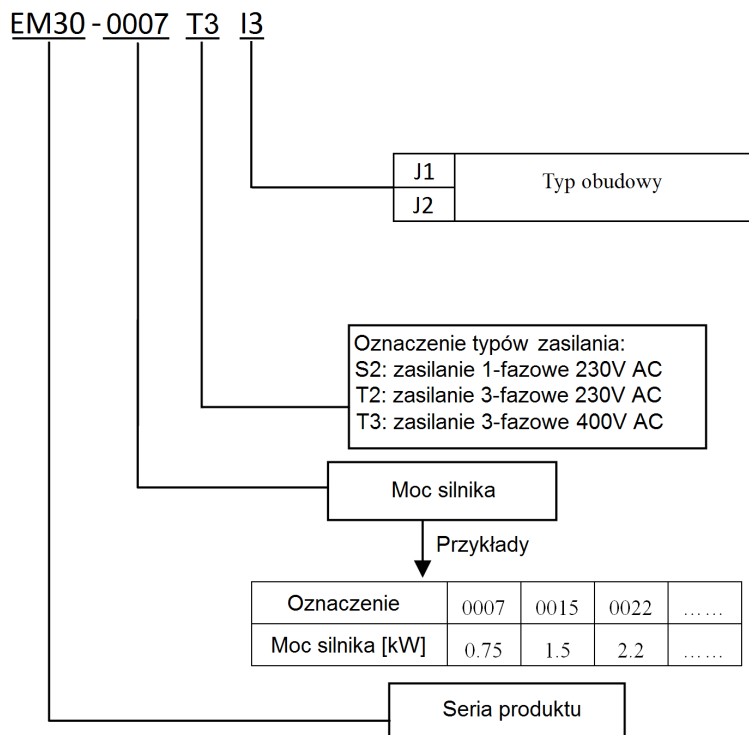 EM30-0007 T3 I3
J1
Typ obudowy
J2
Oznaczenie typów zasilania:
S2: zasilanie 1-fazowe 230V AC
T2: zasilanie 3-fazowe 230V AC
T3: zasilanie 3-fazowe 400V AC
Moc silnika
Przykłady
Oznaczenie 0007 0015 0022 ......
Moc silnika [kW] 0.75 1.5 2.2 ......
Seria produktu